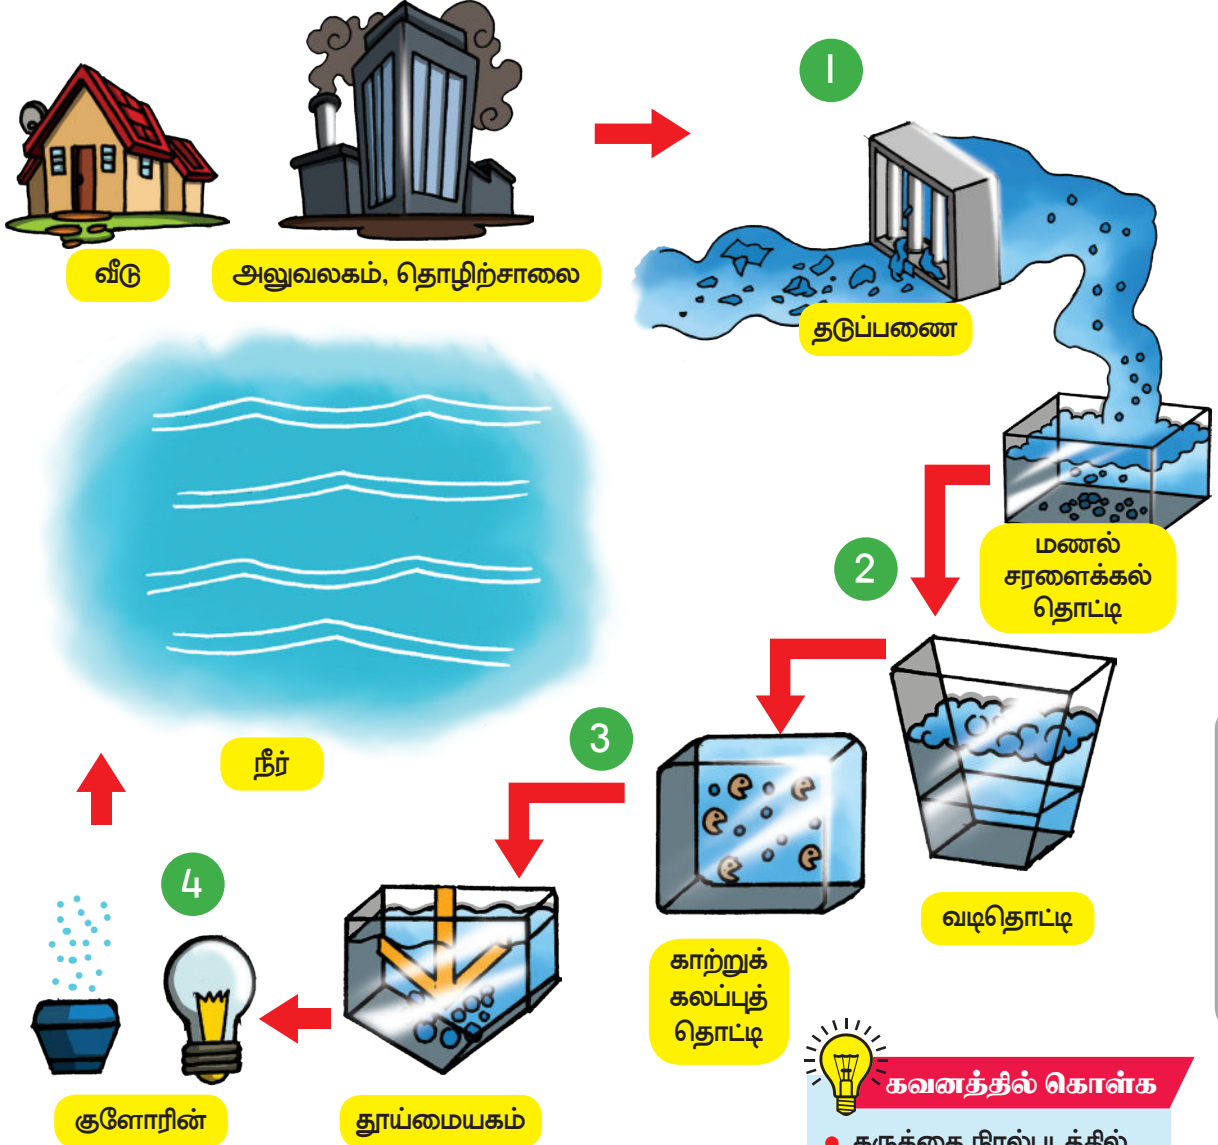 1
வீடு
அலுவலகம், தொழிற்சாலை
தடுப்பணை
மணல்
சரளைக்கல்
தொட்டி
2
வடிதொட்டி
3
காற்றுக்
கலப்புத்
தொட்டி
தூய்மையகம்
4
குளோரின்
நீர்
கவனத்தில் கொள்க